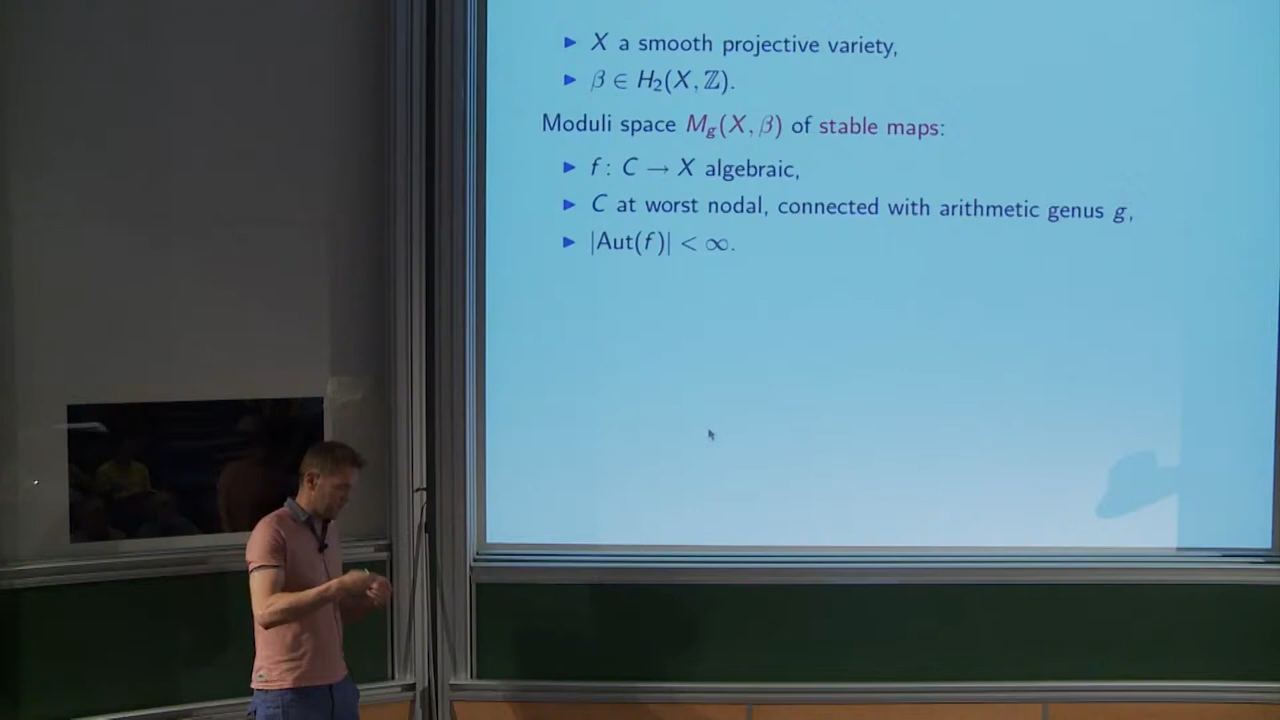 ▶ X a smooth projective variety,
▶ β ∈ H₂(X, ℤ).
Moduli space M_g(X, β) of stable maps:
▶ f : C → X algebraic,
▶ C at worst nodal, connected with arithmetic genus g,
▶ |Aut(f)| < ∞.